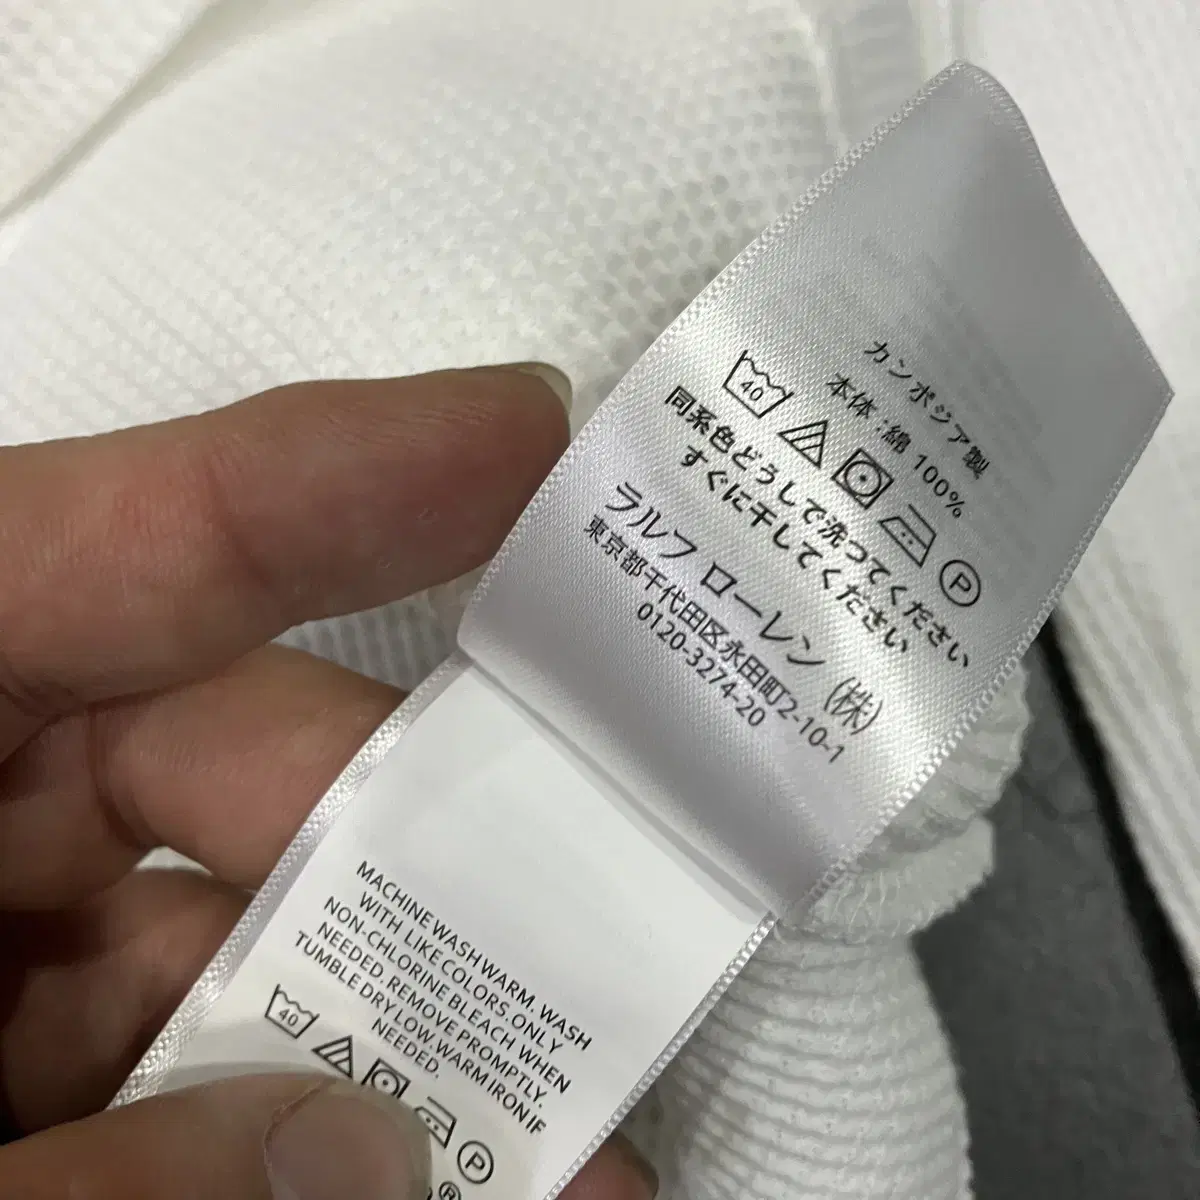 カンボジア製
本体:綿 100%
40
P
同系色どうしで洗ってください
すぐに干してください
ラルフ ローレン (株)
東京都千代田区永田町2-10-1
0120-3274-20
MACHINE WASH WARM. WASH
WITH LIKE COLORS. ONLY
NON-CHLORINE BLEACH WHEN
NEEDED. REMOVE PROMPTLY.
TUMBLE DRY LOW. WARM IRON IF
NEEDED.
40
P
®